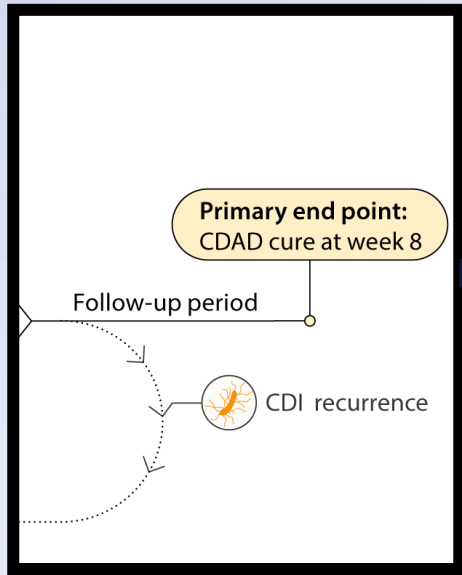 Primary end point:
CDAD cure at week 8
Follow-up period
CDI recurrence